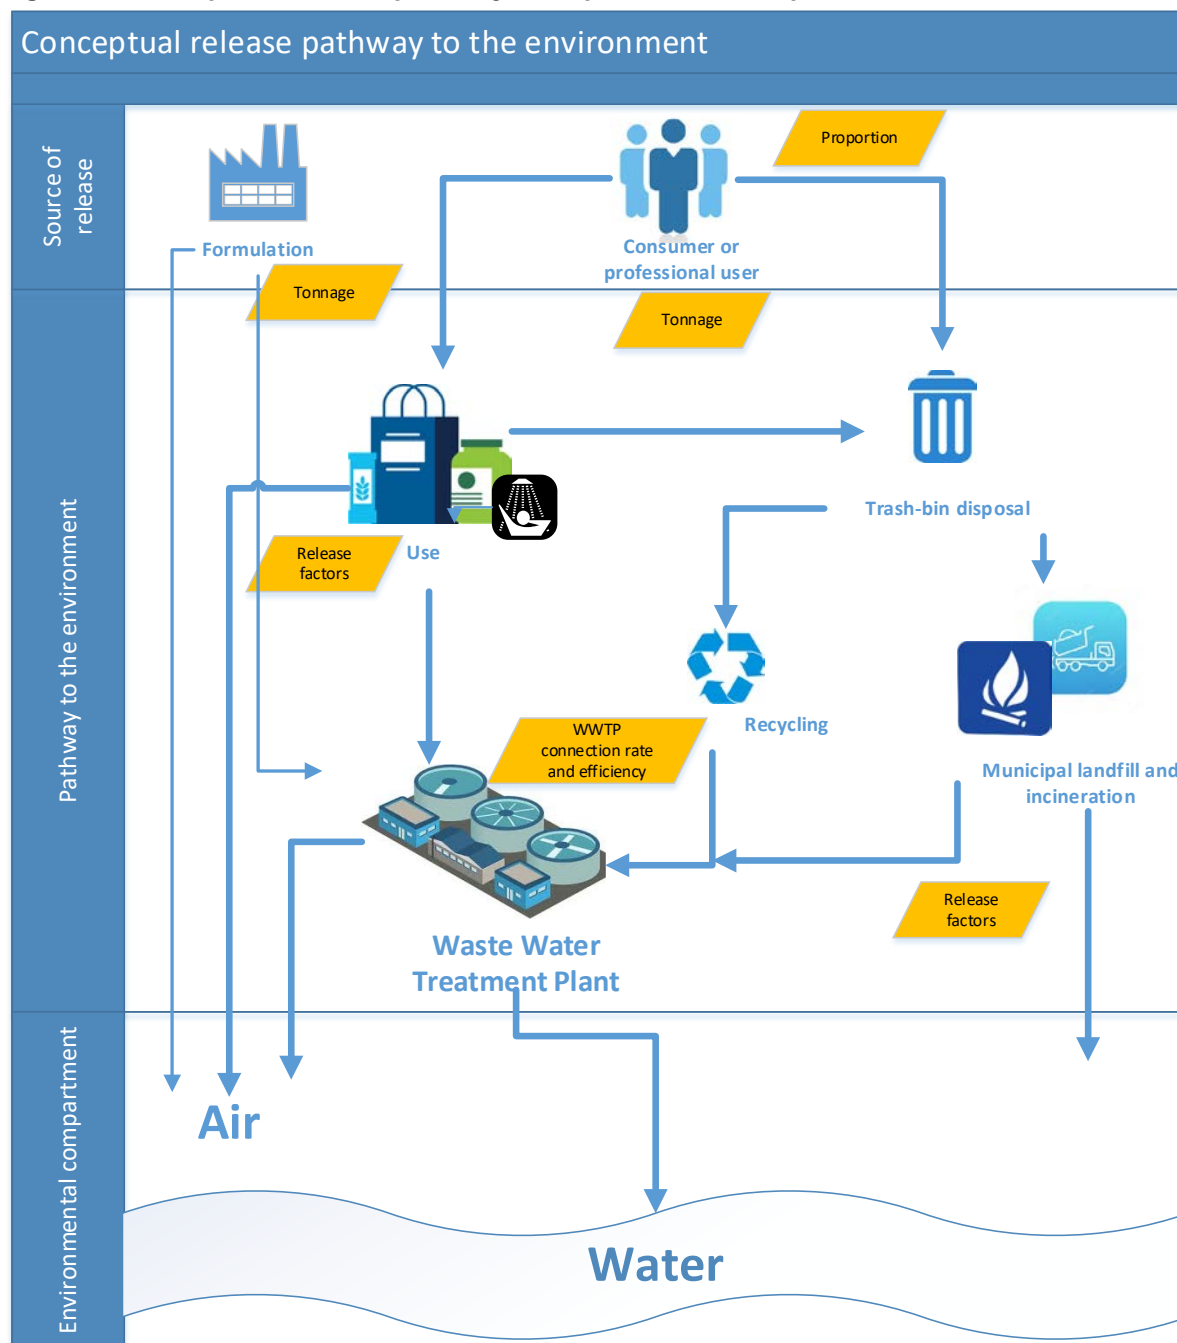 Conceptual release pathway to the environment
Source of
release
Proportion
Formulation
Consumer or
professional user
Tonnage
Tonnage
Pathway to the environment
Trash-bin disposal
Release
factors
Use
Recycling
WWTP
connection rate
and efficiency
Municipal landfill and
incineration
Release
factors
Waste Water
Treatment Plant
Environmental compartment
Air
Water